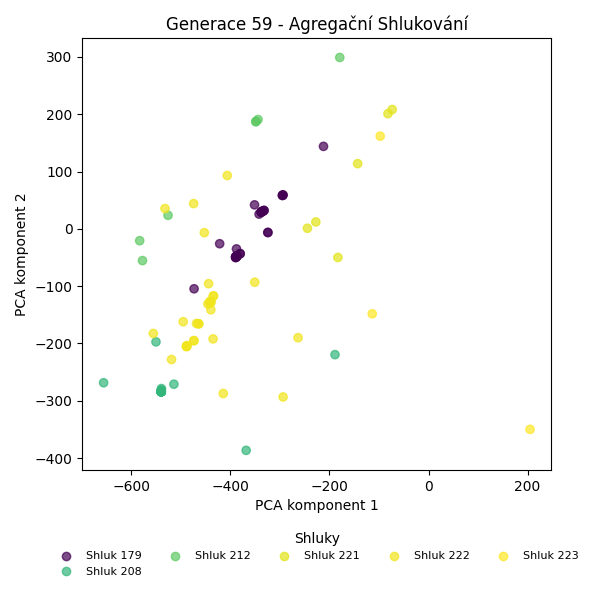 Generace 59 - Agregační Shlukování
PCA komponent 2
300
200
100
0
−100
−200
−300
−400
−600 −400 −200 0 200
PCA komponent 1
Shluky
Shluk 179 Shluk 212 Shluk 221 Shluk 222 Shluk 223
Shluk 208